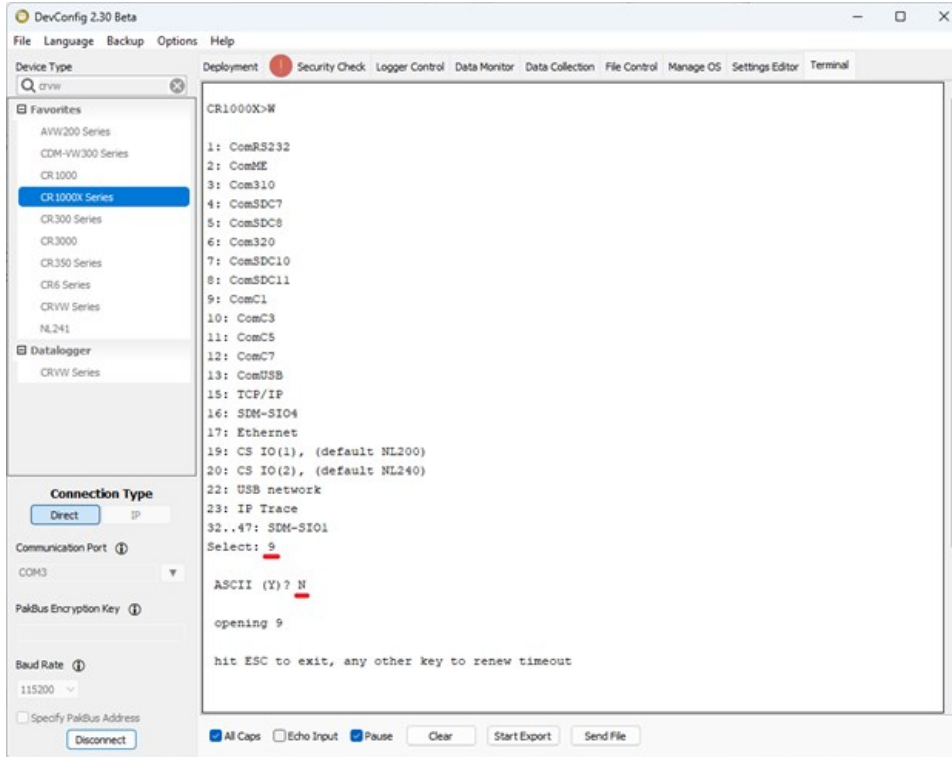 DevConfig 2.30 Beta
File Language Backup Options Help
Device Type
crvw
Favorites
AVW200 Series
CDM-VW300 Series
CR1000
CR1000X Series
CR300 Series
CR3000
CR350 Series
CR6 Series
CRVW Series
NL241
Datalogger
CRVW Series
Connection Type
Direct IP
Communication Port
COM3
PakBus Encryption Key
Baud Rate
115200
Specify PakBus Address
Disconnect
Deployment ! Security Check Logger Control Data Monitor Data Collection File Control Manage OS Settings Editor Terminal
CR1000X>W
1: ComRS232
2: ComME
3: Com310
4: ComSDC7
5: ComSDC8
6: Com320
7: ComSDC10
8: ComSDC11
9: ComC1
10: ComC3
11: ComC5
12: ComC7
13: ComUSB
15: TCP/IP
16: SDM-SIO4
17: Ethernet
19: CS IO(1), (default NL200)
20: CS IO(2), (default NL240)
22: USB network
23: IP Trace
32..47: SDM-SIO1
Select: 9
ASCII (Y)? N
opening 9
hit ESC to exit, any other key to renew timeout
All Caps Echo Input Pause Clear Start Export Send File